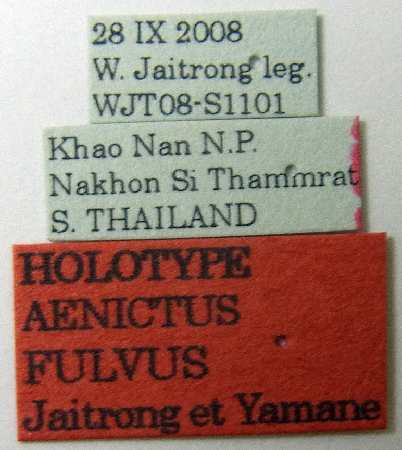 28 IX 2008
W. Jaitrong leg.
WJT08-S1101
Khao Nan N.P.
Nakhon Si Thammrat
S. THAILAND
HOLOTYPE
AENICTUS
FULVUS
Jaitrong et Yamane